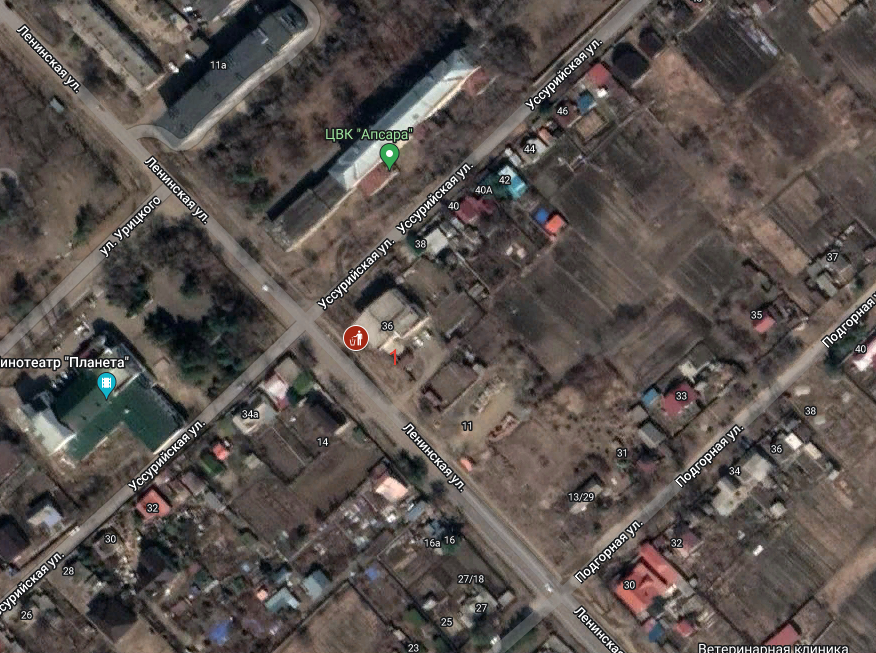 Ленинская ул.
11а
Уссурийская ул.
46
ЦВК "Апсара"
44
Ленинская ул.
42
40А
Уссурийская ул.
40
ул. Урицкого
38
Уссурийская ул.
37
35
36
Подгорная ул.
40
инотеатр "Планета"
33
34а
38
11
14
Уссурийская ул.
Ленинская ул.
31
36
Подгорная ул.
34
13/29
32
30
16а
16
32
28
Подгорная ул.
27/18
30
сурийская ул.
27
26
25
Ленинская
23
Ветеринарная клиника